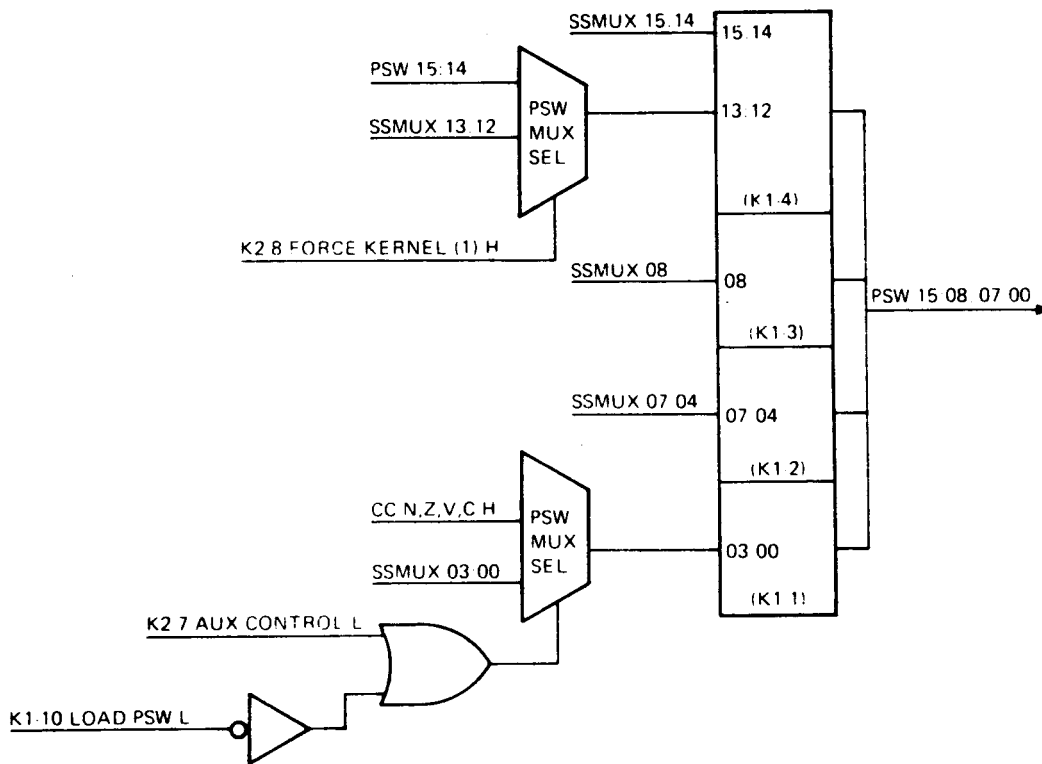 SSMUX 15.14
15.14
PSW 15:14
SSMUX 13.12
PSW
MUX
SEL
13:12
(K1-4)
K2 8 FORCE KERNEL (1) H
SSMUX 08
08
(K1-3)
PSW 15:08. 07:00
SSMUX 07 04
07 04
(K1-2)
CC N,Z,V,C H
SSMUX 03:00
PSW
MUX
SEL
03 00
(K1 1)
K2 7 AUX CONTROL L
K1-10 LOAD PSW L